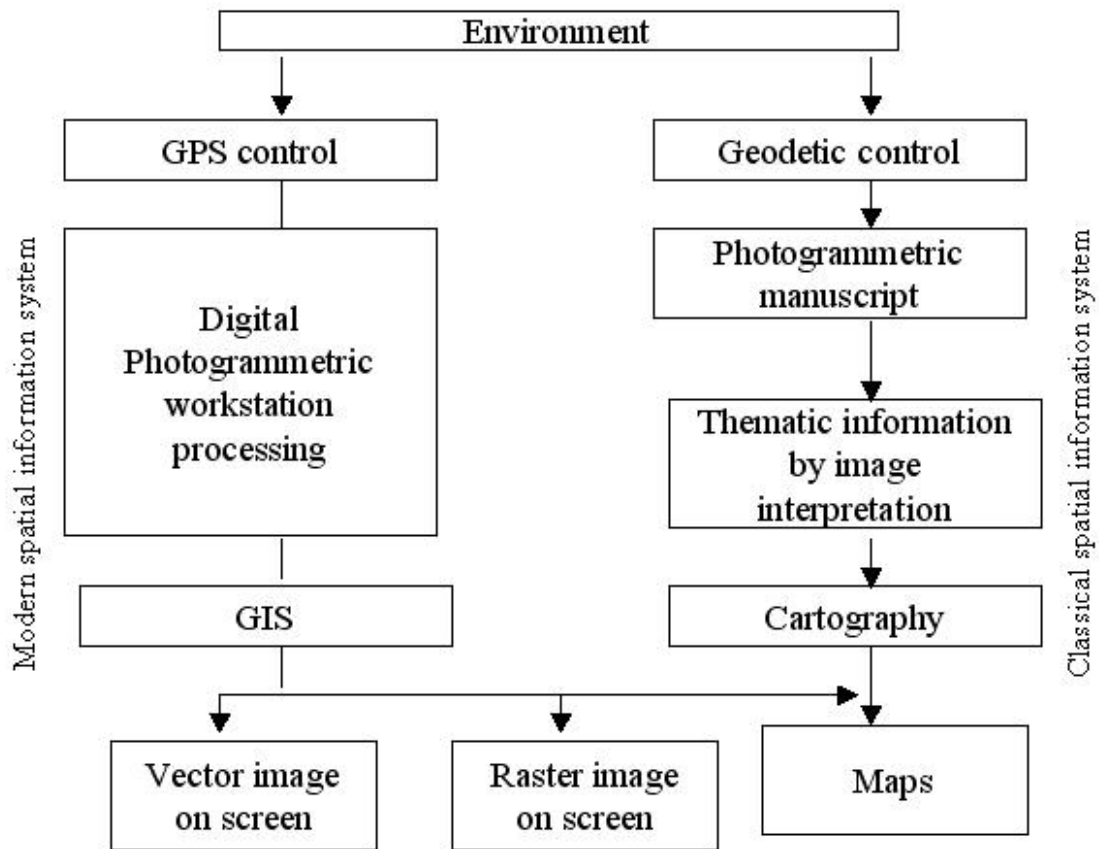 Environment
GPS control
Geodetic control
Modern spatial information system
Digital
Photogrammetric
workstation
processing
Photogrammetric
manuscript
Thematic information
by image
interpretation
Classical spatial information system
GIS
Cartography
Vector image
on screen
Raster image
on screen
Maps